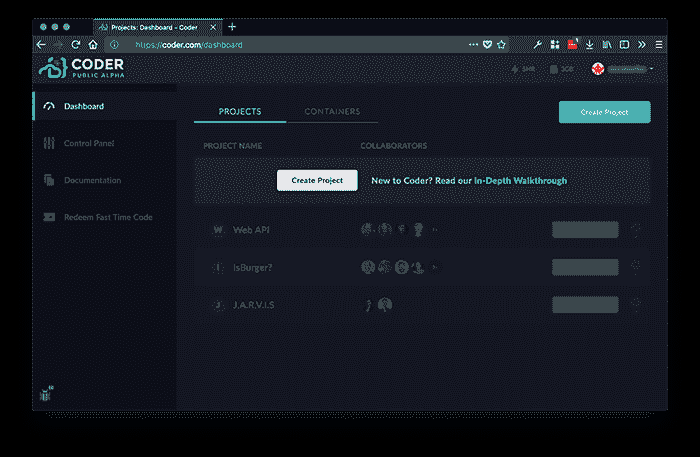 Projects: Dashboard - Coder
https://coder.com/dashboard
CODER
PUBLIC ALPHA
Dashboard
Control Panel
Documentation
Redeem Fast Time Code
PROJECTS
CONTAINERS
Create Project
PROJECT NAME
COLLABORATORS
Create Project
New to Coder? Read our In-Depth Walkthrough
W
Web API
I
IsBurger?
J
J.A.R.V.I.S